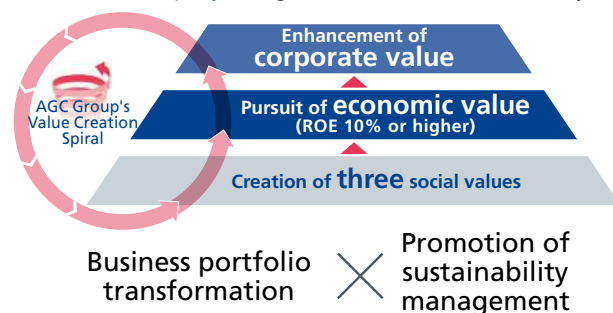 Enhancement of
corporate value
AGC Group's
Value Creation
Spiral
Pursuit of economic value
(ROE 10% or higher)
Creation of three social values
Business portfolio
transformation
Promotion of
sustainability
management